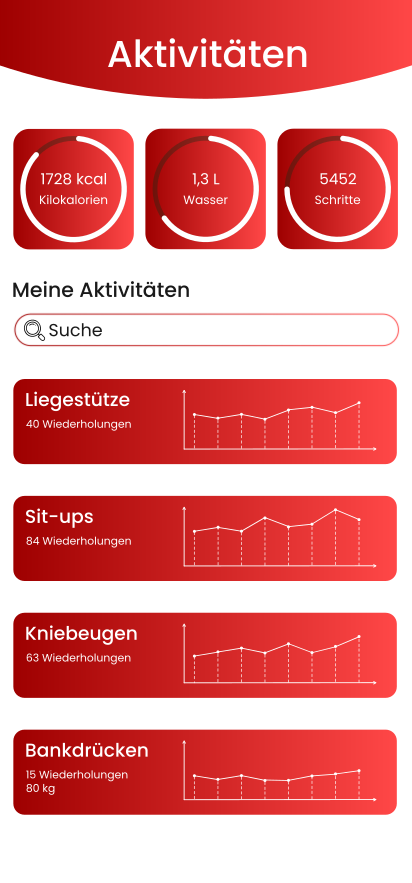 Aktivitäten
1728 kcal
Kilokalorien
1,3 L
Wasser
5452
Schritte
Meine Aktivitäten
Suche
Liegestütze
40 Wiederholungen
Sit-ups
84 Wiederholungen
Kniebeugen
63 Wiederholungen
Bankdrücken
15 Wiederholungen
80 kg